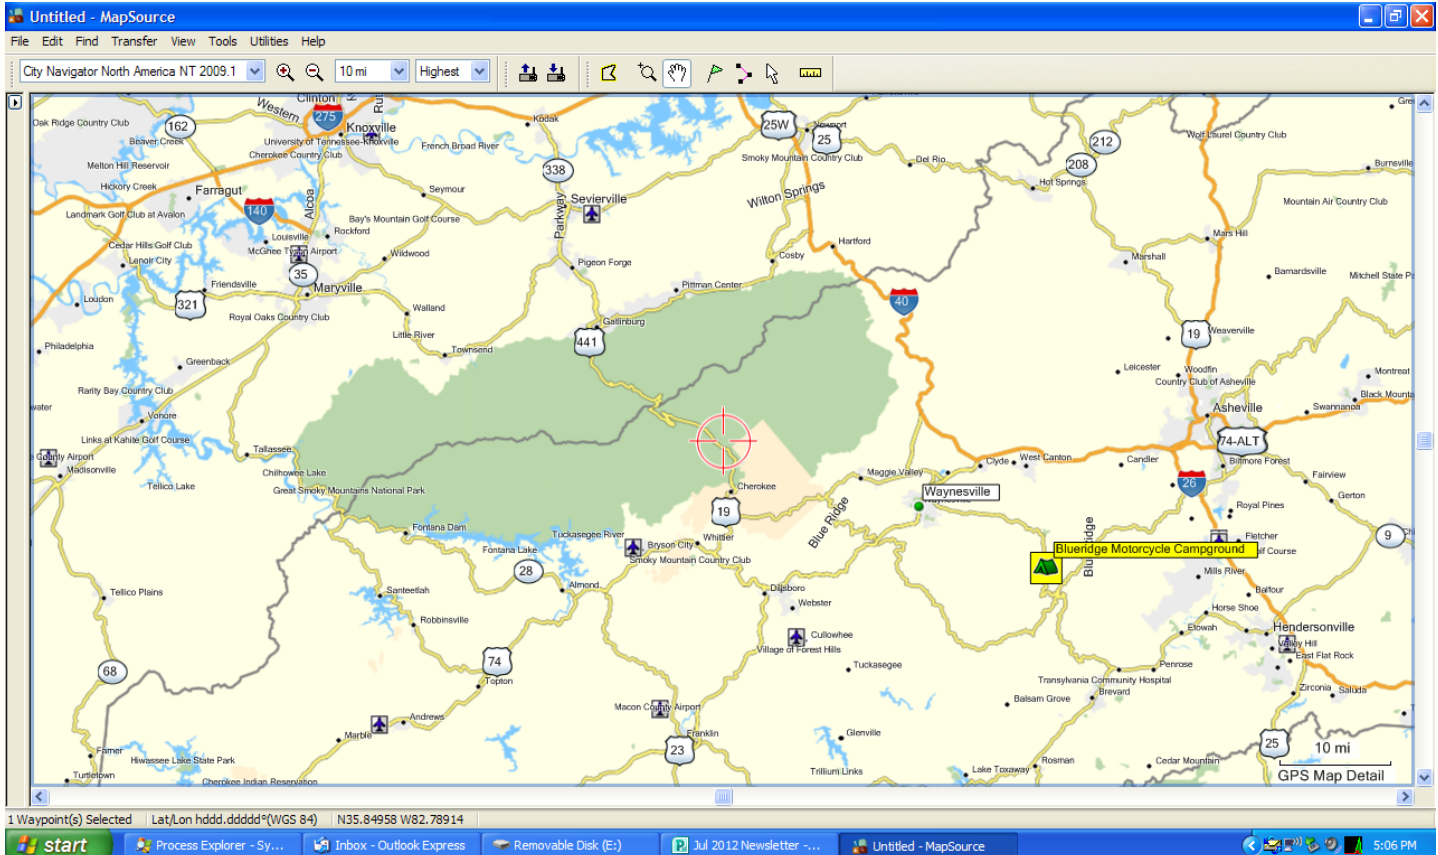 Untitled - MapSource
File Edit Find Transfer View Tools Utilities Help
City Navigator North America NT 2009.1 10 mi Highest
Oak Ridge Country Club
162
Beaver Creek
Western
Clinton
275
Knoxville
University of Tennessee-Knoxville
Cherokee Country Club
French Broad River
Kodak
25W
Newport
25
Smoky Mountain Country Club
Del Rio
212
208
Hot Springs
Wolf Laurel Country Club
Burnsville
Melton Hill Reservoir
Hickory Creek
Farragut
140
Alcoa
Seymour
338
Parkway
Sevierville
Wilton Springs
Mountain Air Country Club
Landmark Golf Club at Avalon
Bay's Mountain Golf Course
Rockford
Louisville
Cedar Hills Golf Club
Lenoir City
McGhee Tyson Airport
Wildwood
Hartford
Mars Hill
Marshall
Cosby
Pigeon Forge
35
Friendsville
Maryville
Loudon
321
Pittman Center
Barnardsville
Mitchell State P
Walland
Royal Oaks Country Club
Little River
Gatlinburg
441
40
19
Weaverville
Philadelphia
Greenback
Townsend
Leicester
Woodfin
Montreat
Country Club of Asheville
Rarity Bay Country Club
Black Mounta
water
Vonore
Asheville
Swannanoa
Links at Kahite Golf Course
74-ALT
Tallassee
e County Airport
Madisonville
Chilhowee Lake
Maggie Valley
Clyde
West Canton
Candler
Biltmore Forest
Fairview
Tellico Lake
Great Smoky Mountains National Park
Cherokee
Waynesville
26
Gerton
19
Blue Ridge
Royal Pines
Fontana Dam
Tuckasegee River
Whittier
Bryson City
Fontana Lake
Smoky Mountain Country Club
Fletcher
9
Blueridge Motorcycle Campground
olf Course
28
Almond
Mills River
Tellico Plains
Santeetlah
Dillsboro
Webster
Balfour
Horse Shoe
Robbinsville
Cullowhee
Village of Forest Hills
Etowah
Hendersonville
Valley Hill
East Flat Rock
68
74
Topton
Tuckasegee
Penrose
Transylvania Community Hospital
Brevard
Balsam Grove
Zirconia
Saluda
Macon County Airport
Andrews
Marble
Franklin
23
Glenville
25
10 mi
Farner
Hiwassee Lake State Park
Turtletown
Cherokee Indian Reservation
Trillium Links
Lake Toxaway
Rosman
Cedar Mountain
GPS Map Detail
1 Waypoint(s) Selected Lat/Lon hddd.ddddd°(WGS 84) N35.84958 W82.78914
start Process Explorer - Sy... Inbox - Outlook Express Removable Disk (E:) Jul 2012 Newsletter -... Untitled - MapSource 5:06 PM